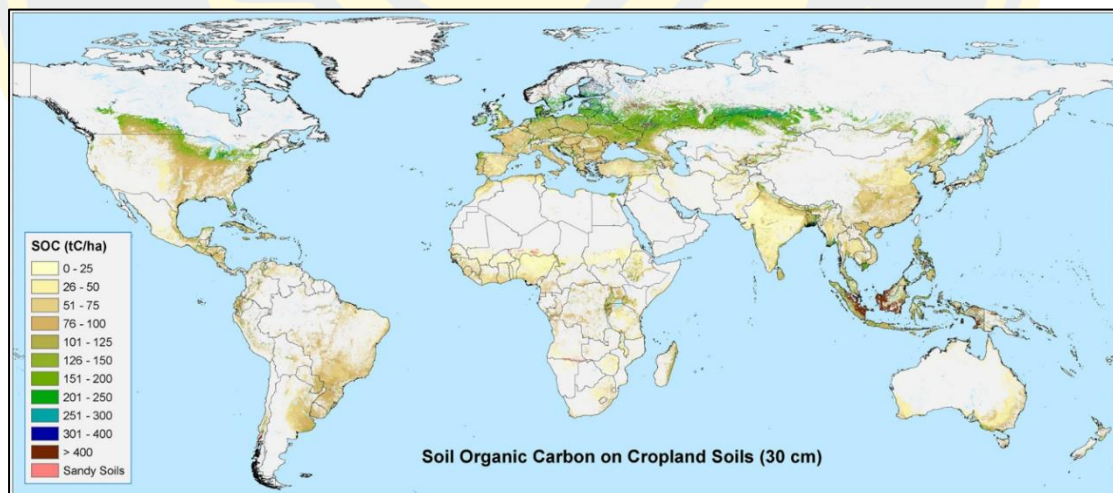 SOC (tC/ha)
0 - 25
26 - 50
51 - 75
76 - 100
101 - 125
126 - 150
151 - 200
201 - 250
251 - 300
301 - 400
> 400
Sandy Soils
Soil Organic Carbon on Cropland Soils (30 cm)